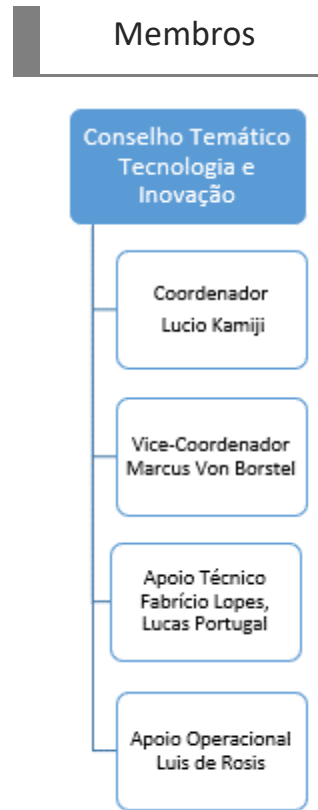 Membros
Conselho Temático
Tecnologia e
Inovação
Coordenador
Lucio Kamiji
Vice-Coordenador
Marcus Von Borstel
Apoio Técnico
Fabrício Lopes,
Lucas Portugal
Apoio Operacional
Luis de Rosis